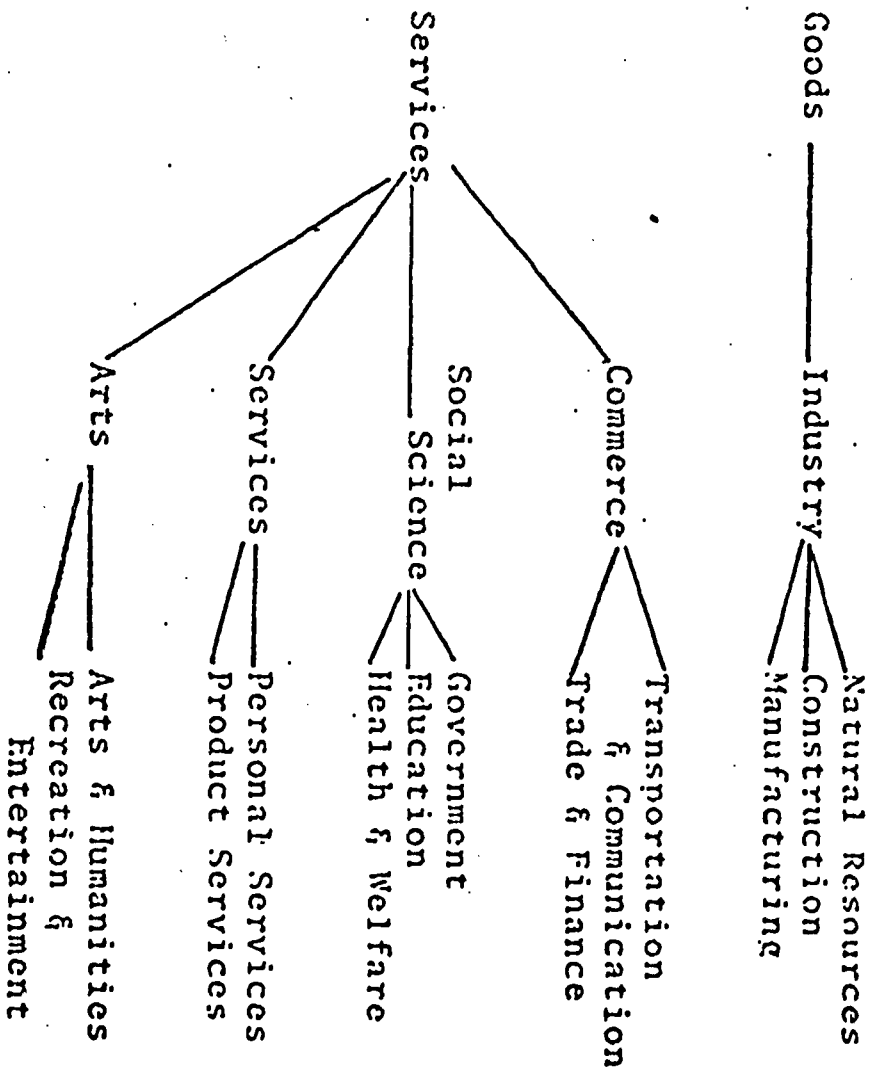 Goods
Industry
Natural Resources
Construction
Manufacturing
Services
Commerce
Transportation
& Communication
Trade & Finance
Social
Science
Government
Education
Health & Welfare
Services
Personal Services
Product Services
Arts
Arts & Humanities
Recreation &
Entertainment